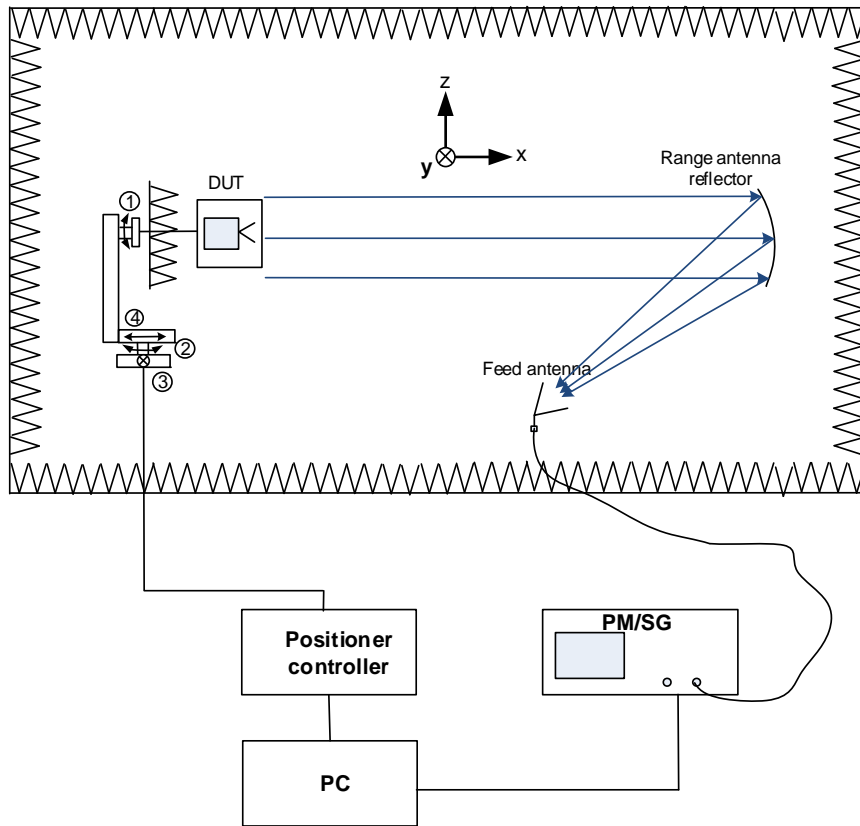 z
y
x
Range antenna
reflector
DUT
①
④
②
③
Feed antenna
Positioner
controller
PM/SG
PC